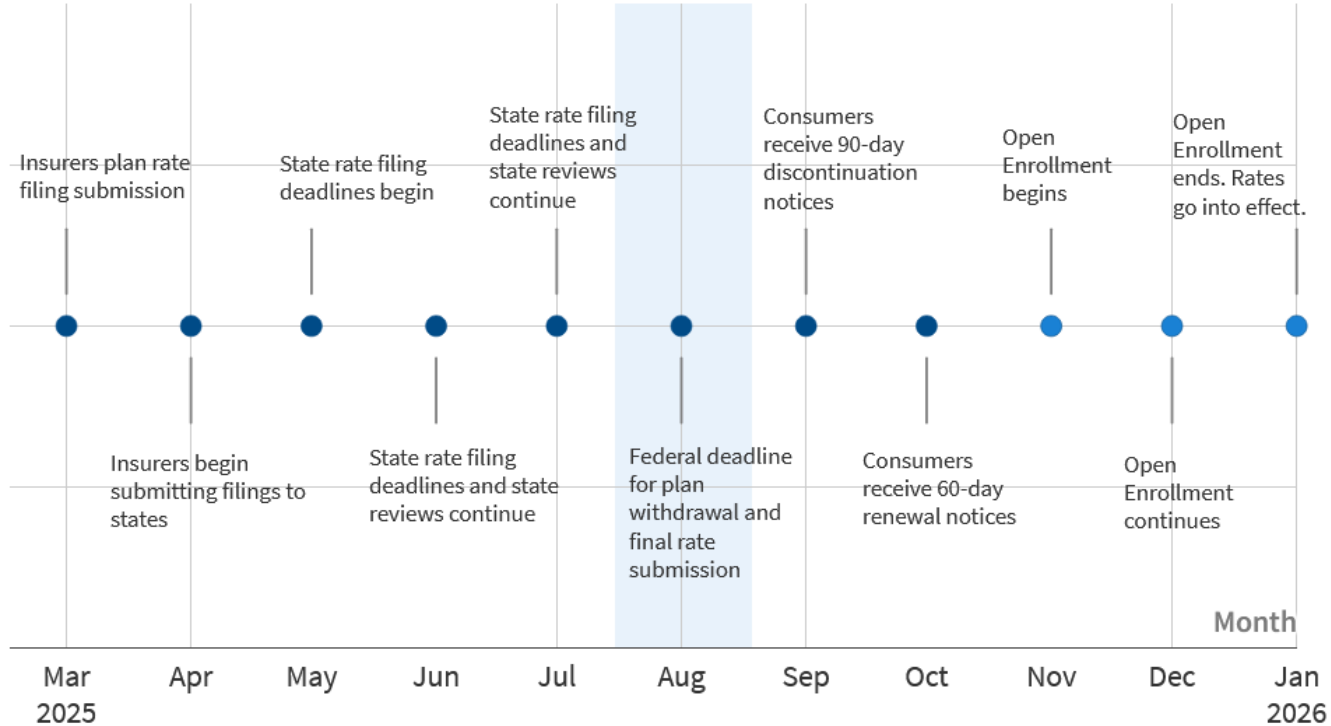 Insurers plan rate
filing submission
State rate filing
deadlines begin
State rate filing
deadlines and
state reviews
continue
Consumers
receive 90-day
discontinuation
notices
Open
Enrollment
begins
Open
Enrollment
ends. Rates
go into effect.
Insurers begin
submitting filings to
states
State rate filing
deadlines and state
reviews continue
Federal deadline
for plan
withdrawal and
final rate
submission
Consumers
receive 60-day
renewal notices
Open
Enrollment
continues
Month
Mar Apr May Jun Jul Aug Sep Oct Nov Dec Jan
2025 2026